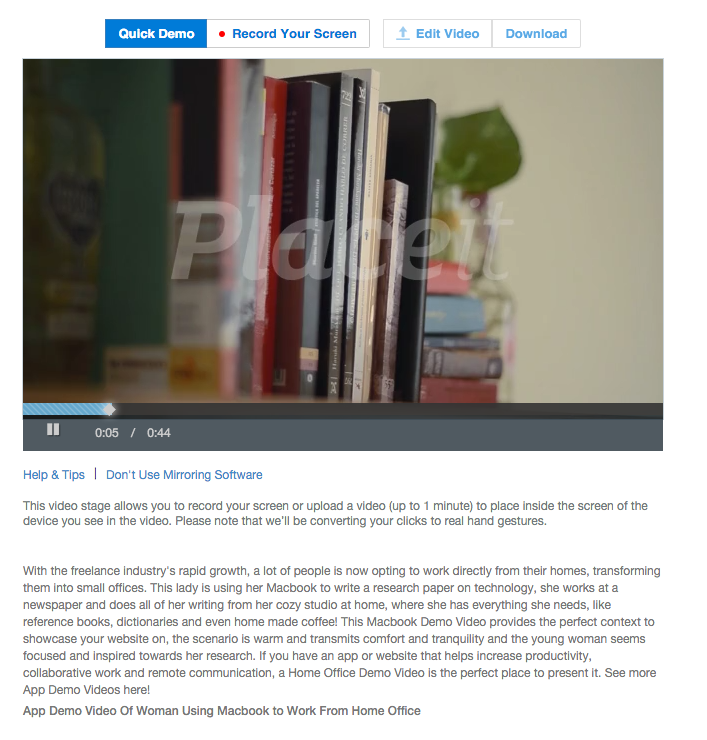 Quick Demo
Record Your Screen
Edit Video
Download
Placeit
0:05 / 0:44
Help & Tips | Don't Use Mirroring Software
This video stage allows you to record your screen or upload a video (up to 1 minute) to place inside the screen of the
device you see in the video. Please note that we'll be converting your clicks to real hand gestures.
With the freelance industry's rapid growth, a lot of people is now opting to work directly from their homes, transforming
them into small offices. This lady is using her Macbook to write a research paper on technology, she works at a
newspaper and does all of her writing from her cozy studio at home, where she has everything she needs, like
reference books, dictionaries and even home made coffee! This Macbook Demo Video provides the perfect context to
showcase your website on, the scenario is warm and transmits comfort and tranquility and the young woman seems
focused and inspired towards her research. If you have an app or website that helps increase productivity,
collaborative work and remote communication, a Home Office Demo Video is the perfect place to present it. See more
App Demo Videos here!
App Demo Video Of Woman Using Macbook to Work From Home Office